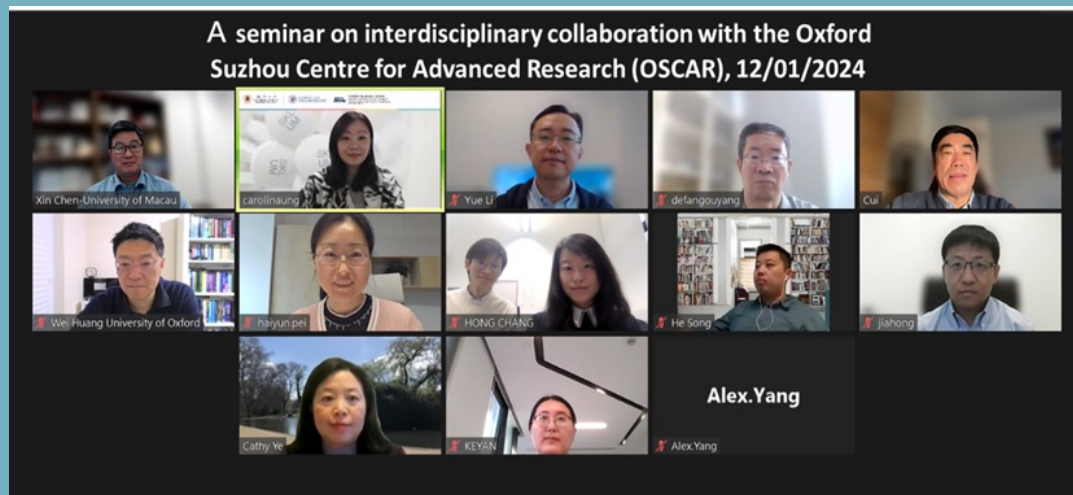 A seminar on interdisciplinary collaboration with the Oxford
Suzhou Centre for Advanced Research (OSCAR), 12/01/2024
Xin Chen-University of Macau
carolinaung
Yue Li
defangouyang
Cui
Wei Huang University of Oxford
haiyun.pei
HONG CHANG
He Song
jiahong
Cathy Ye
KEYAN
Alex.Yang
Alex.Yang
SKL
UM